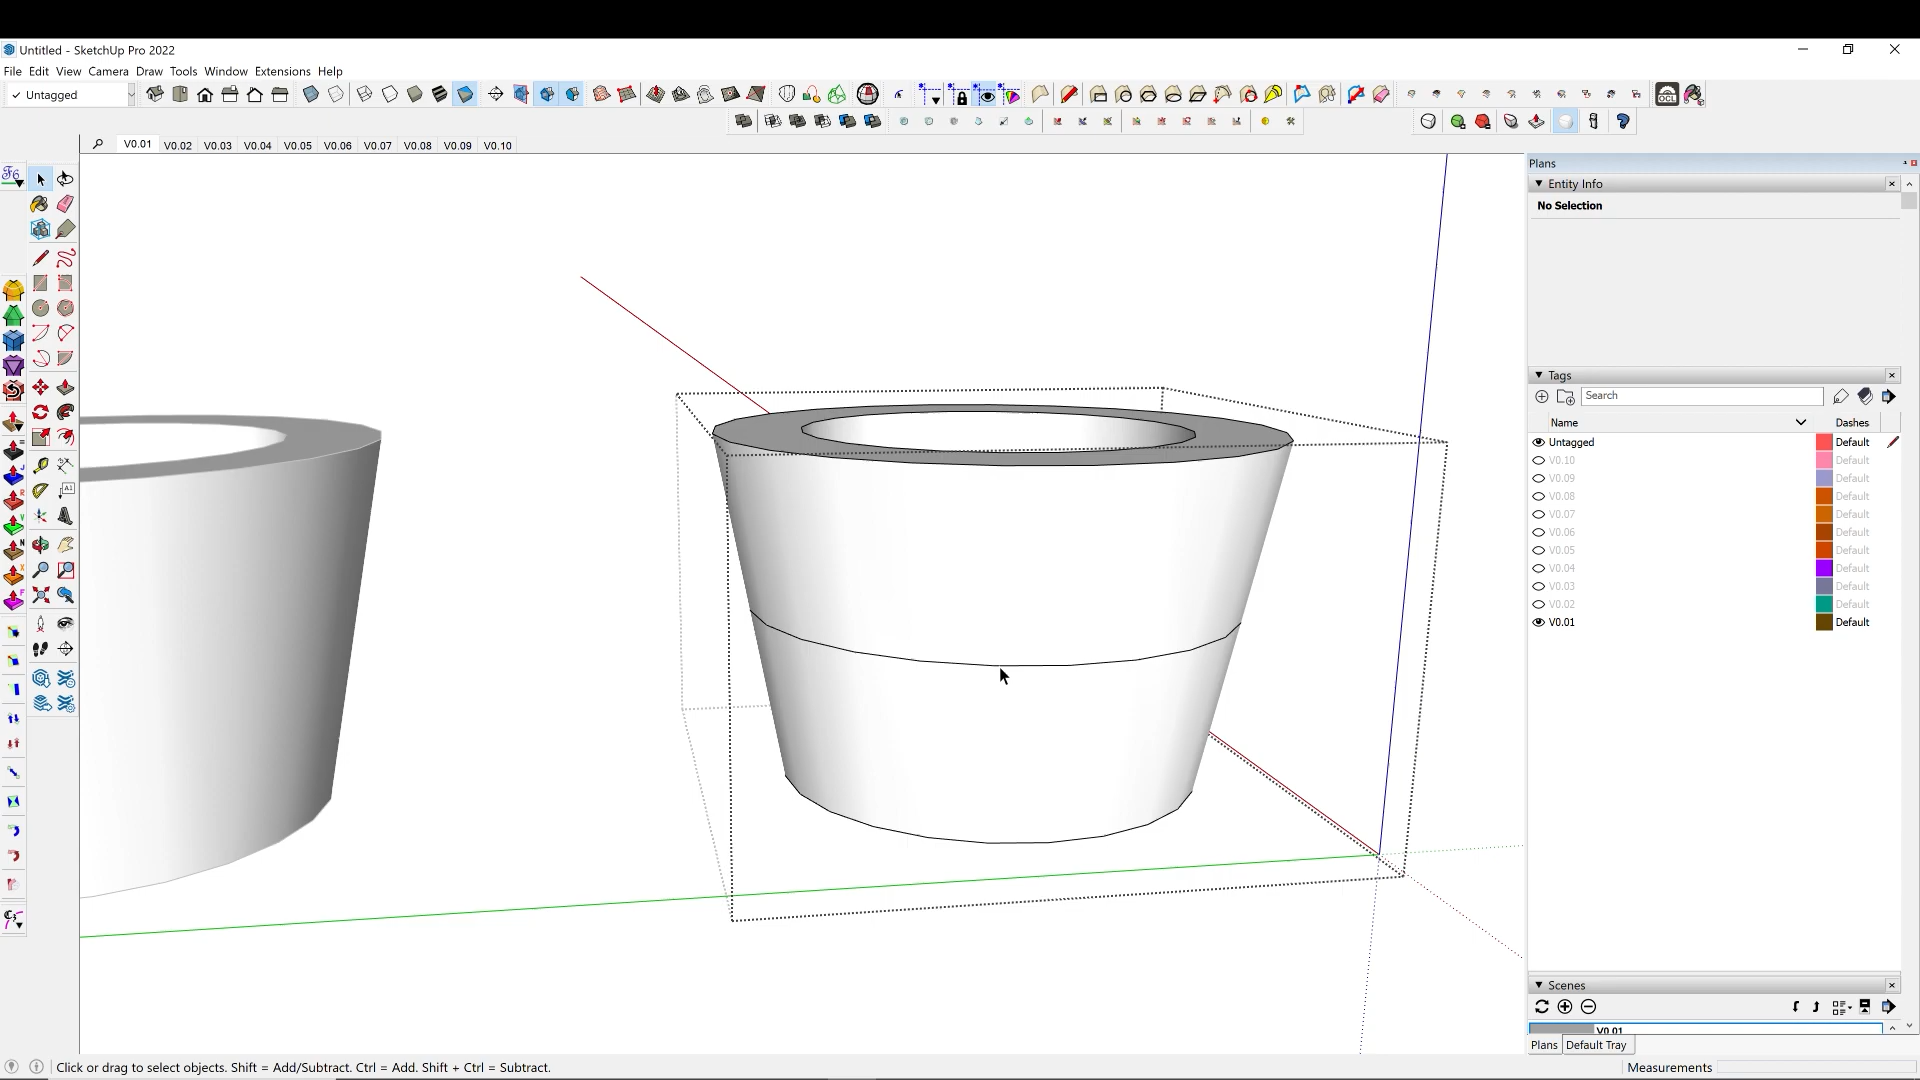 Untitled - SketchUp Pro 2022
File Edit View Camera Draw Tools Window Extensions Help
✓ Untagged
OCL
V0.01 V0.02 V0.03 V0.04 V0.05 V0.06 V0.07 V0.08 V0.09 V0.10
Plans
Entity Info
No Selection
Tags
Search
Name Dashes
Untagged Default
V0.10 Default
V0.09 Default
V0.08 Default
V0.07 Default
V0.06 Default
V0.05 Default
V0.04 Default
V0.03 Default
V0.02 Default
V0.01 Default
Scenes
V0.01
Plans Default Tray
Click or drag to select objects. Shift = Add/Subtract. Ctrl = Add. Shift + Ctrl = Subtract.
Measurements